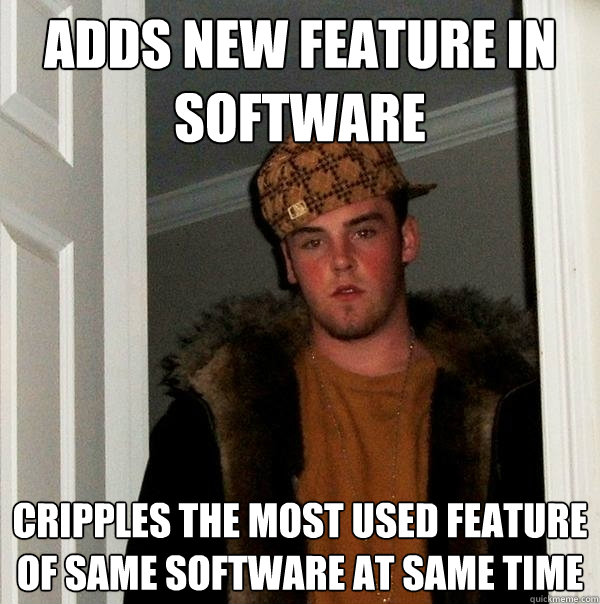 ADDS NEW FEATURE IN
SOFTWARE
CRIPPLES THE MOST USED FEATURE
OF SAME SOFTWARE AT SAME TIME
quickmeme.com